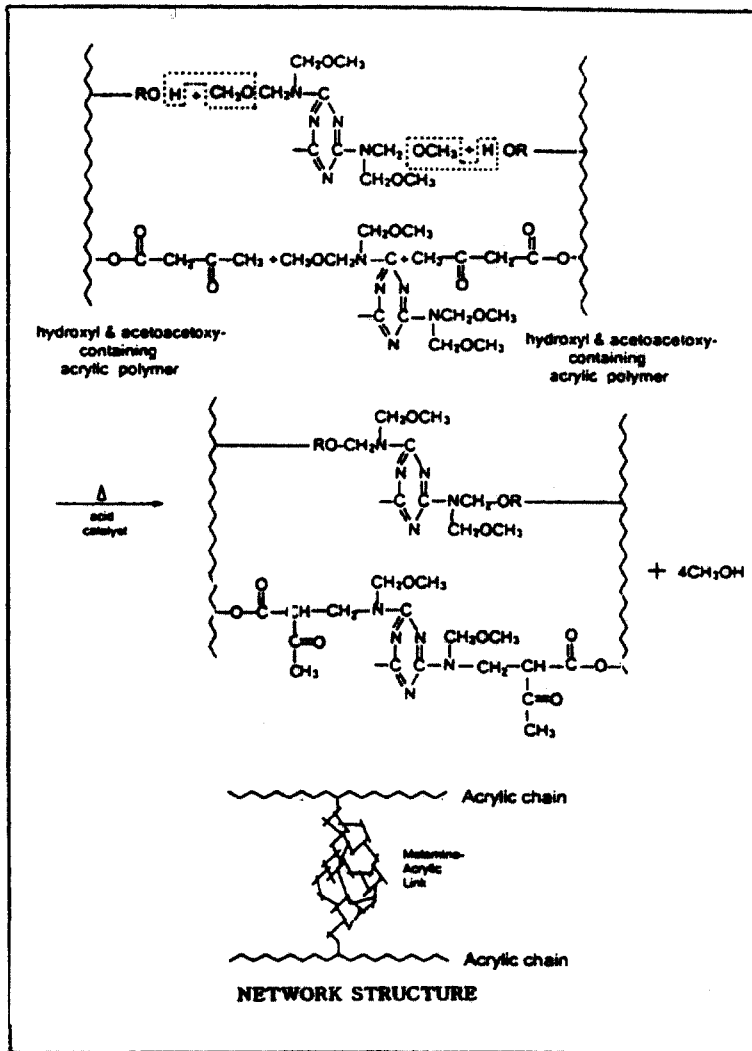 CH₂OCH₃
RO H + CH₃O CH₂N — C
N N
— C C — NCH₂ OCH₃ + H OR
N CH₂OCH₃
CH₂OCH₃
— O — C — CH₂ — C — CH₃ + CH₃OCH₂N — C + CH₃ — C — CH₂ — C — O —
O O O O
N N
— C C — NCH₂OCH₃
N CH₂OCH₃
hydroxyl & acetoacetoxy-
containing
acrylic polymer
hydroxyl & acetoacetoxy-
containing
acrylic polymer
CH₂OCH₃
RO-CH₂N — C
N N
— C C — N — CH₂-OR
N CH₂OCH₃
Δ
acid
catalyst
+ 4CH₃OH
O CH₂OCH₃
— O — C — CH — CH₂ — N — C
C=O N N CH₂OCH₃ O
CH₃ — C C — N — CH₂ — CH — C — O —
N C=O
CH₃
Acrylic chain
Melamine-
Acrylic
Link
Acrylic chain
NETWORK STRUCTURE